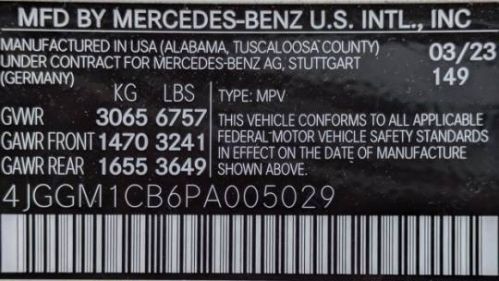 MFD BY MERCEDES-BENZ U.S. INTL., INC
MANUFACTURED IN USA (ALABAMA, TUSCALOOSA COUNTY) 03/23
UNDER CONTRACT FOR MERCEDES-BENZ AG, STUTTGART
(GERMANY) 149
KG LBS TYPE: MPV
GWR 3065 6757 THIS VEHICLE CONFORMS TO ALL APPLICABLE
GAWR FRONT 1470 3241 FEDERAL MOTOR VEHICLE SAFETY STANDARDS
IN EFFECT ON THE DATE OF MANUFACTURE
GAWR REAR 1655 3649 SHOWN ABOVE.
4JGGM1CB6PA005029